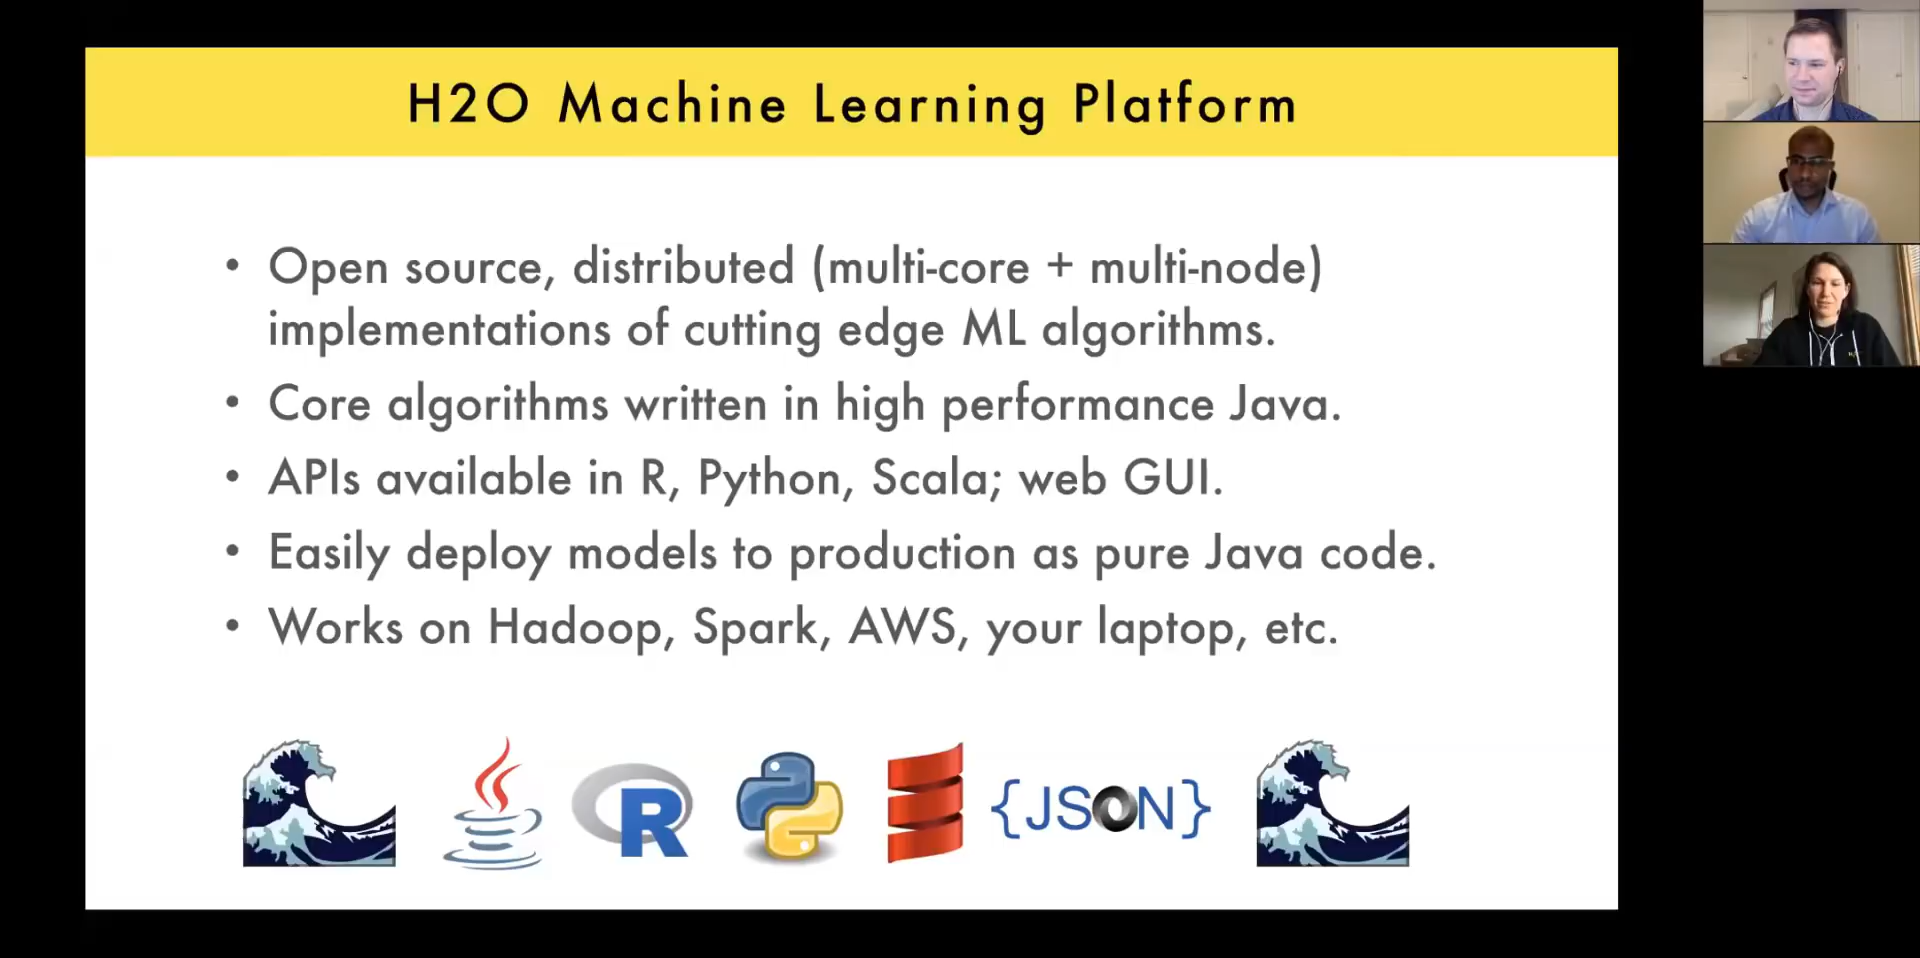 H2O Machine Learning Platform
• Open source, distributed (multi-core + multi-node)
implementations of cutting edge ML algorithms.
• Core algorithms written in high performance Java.
• APIs available in R, Python, Scala; web GUI.
• Easily deploy models to production as pure Java code.
• Works on Hadoop, Spark, AWS, your laptop, etc.
R {JSON}